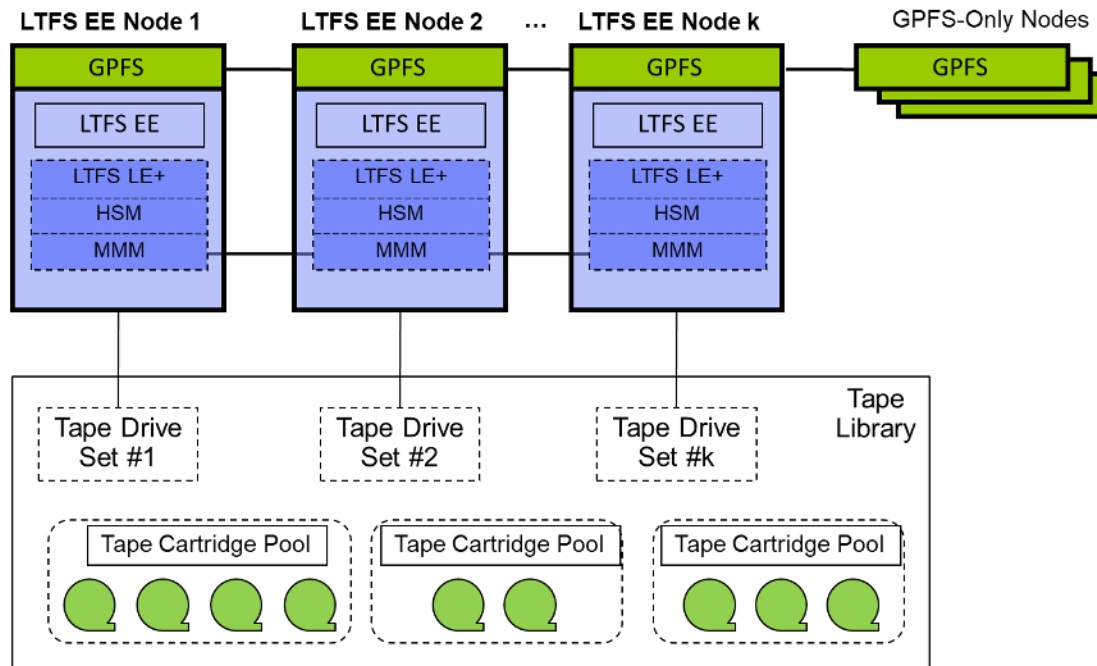 LTFS EE Node 1
LTFS EE Node 2
...
LTFS EE Node k
GPFS-Only Nodes
GPFS
GPFS
GPFS
GPFS
LTFS EE
LTFS EE
LTFS EE
LTFS LE+
LTFS LE+
LTFS LE+
HSM
HSM
HSM
MMM
MMM
MMM
Tape
Library
Tape Drive
Set #1
Tape Drive
Set #2
Tape Drive
Set #k
Tape Cartridge Pool
Tape Cartridge Pool
Tape Cartridge Pool